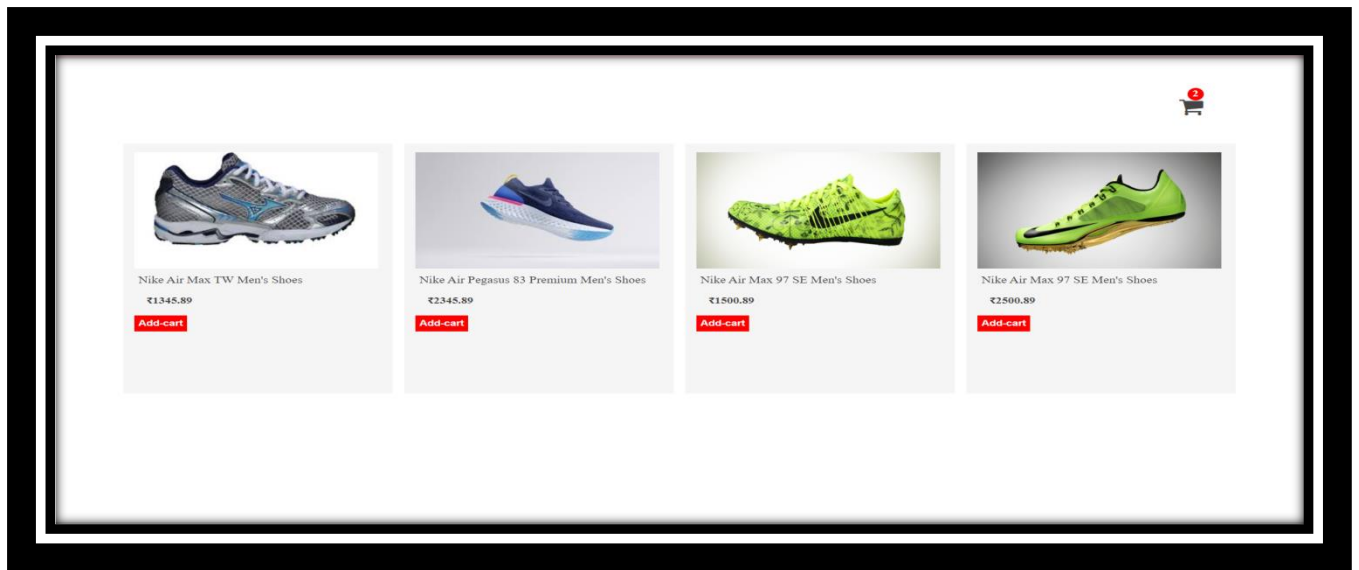 2
Nike Air Max TW Men's Shoes
₹1345.89
Add-cart
Nike Air Pegasus 83 Premium Men's Shoes
₹2345.89
Add-cart
Nike Air Max 97 SE Men's Shoes
₹1500.89
Add-cart
Nike Air Max 97 SE Men's Shoes
₹2500.89
Add-cart